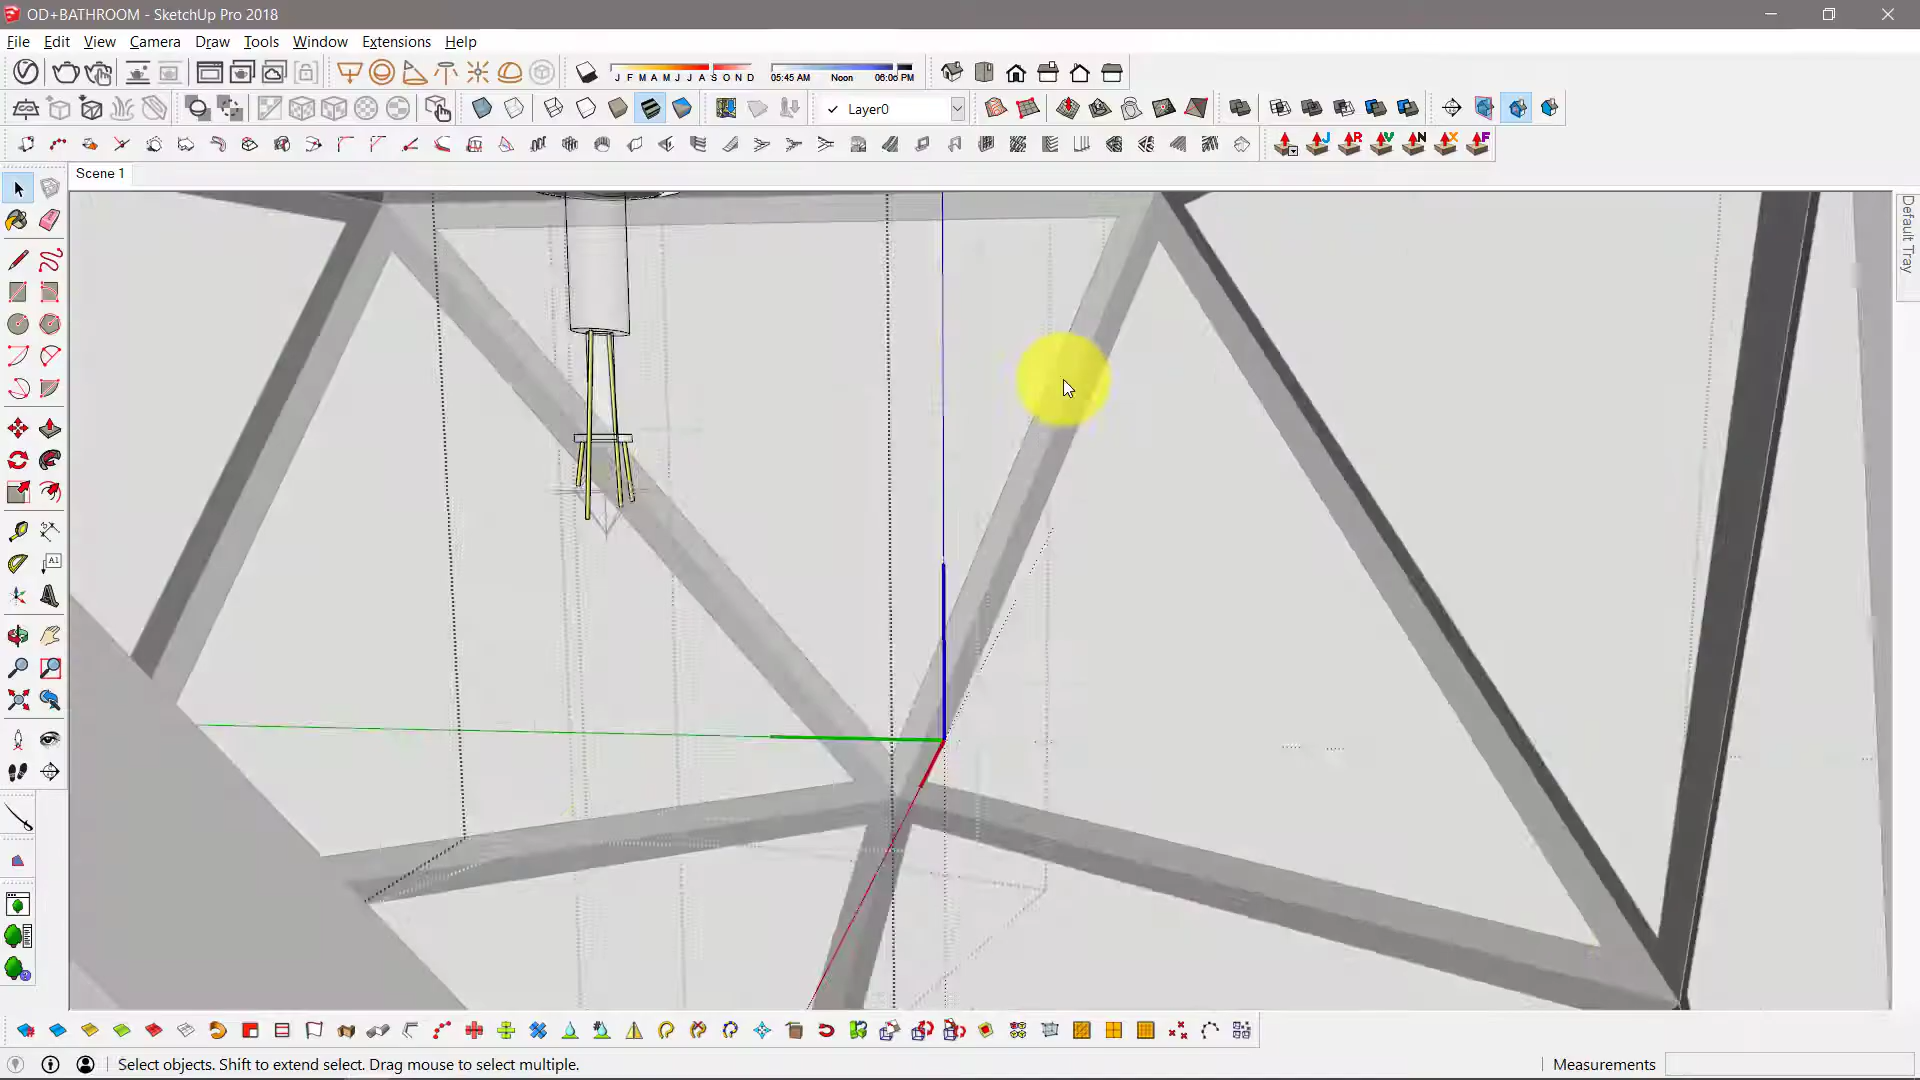 OD+BATHROOM - SketchUp Pro 2018
File Edit View Camera Draw Tools Window Extensions Help
J F M A M J J A S O N D 05:45 AM Noon 06:06 PM
✓ Layer0
J R V N X F
Scene 1
A1
Default Tray
Select objects. Shift to extend select. Drag mouse to select multiple.
Measurements